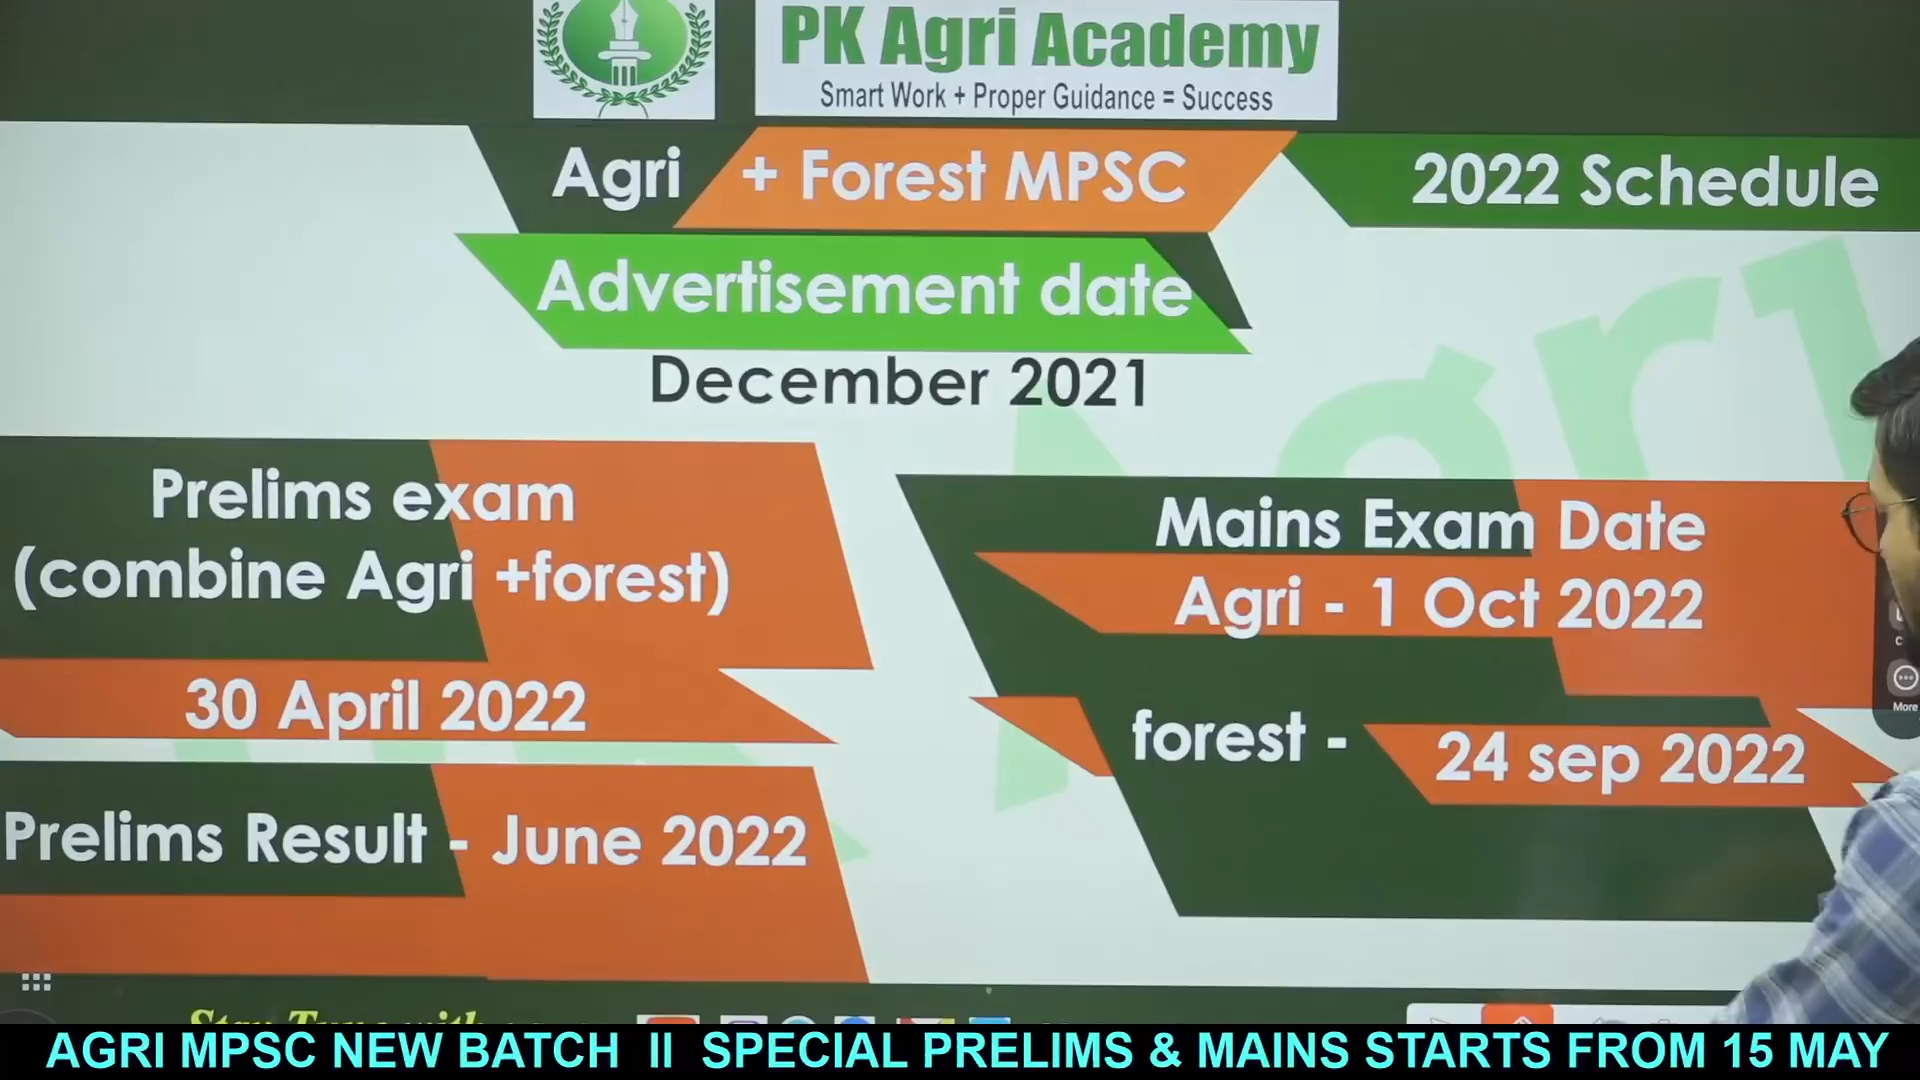 PK Agri Academy
Smart Work + Proper Guidance = Success
Agri + Forest MPSC
2022 Schedule
Advertisement date
December 2021
Prelims exam
(combine Agri +forest)
30 April 2022
Prelims Result - June 2022
Mains Exam Date
Agri - 1 Oct 2022
forest - 24 sep 2022
C
More
AGRI MPSC NEW BATCH II SPECIAL PRELIMS & MAINS STARTS FROM 15 MAY